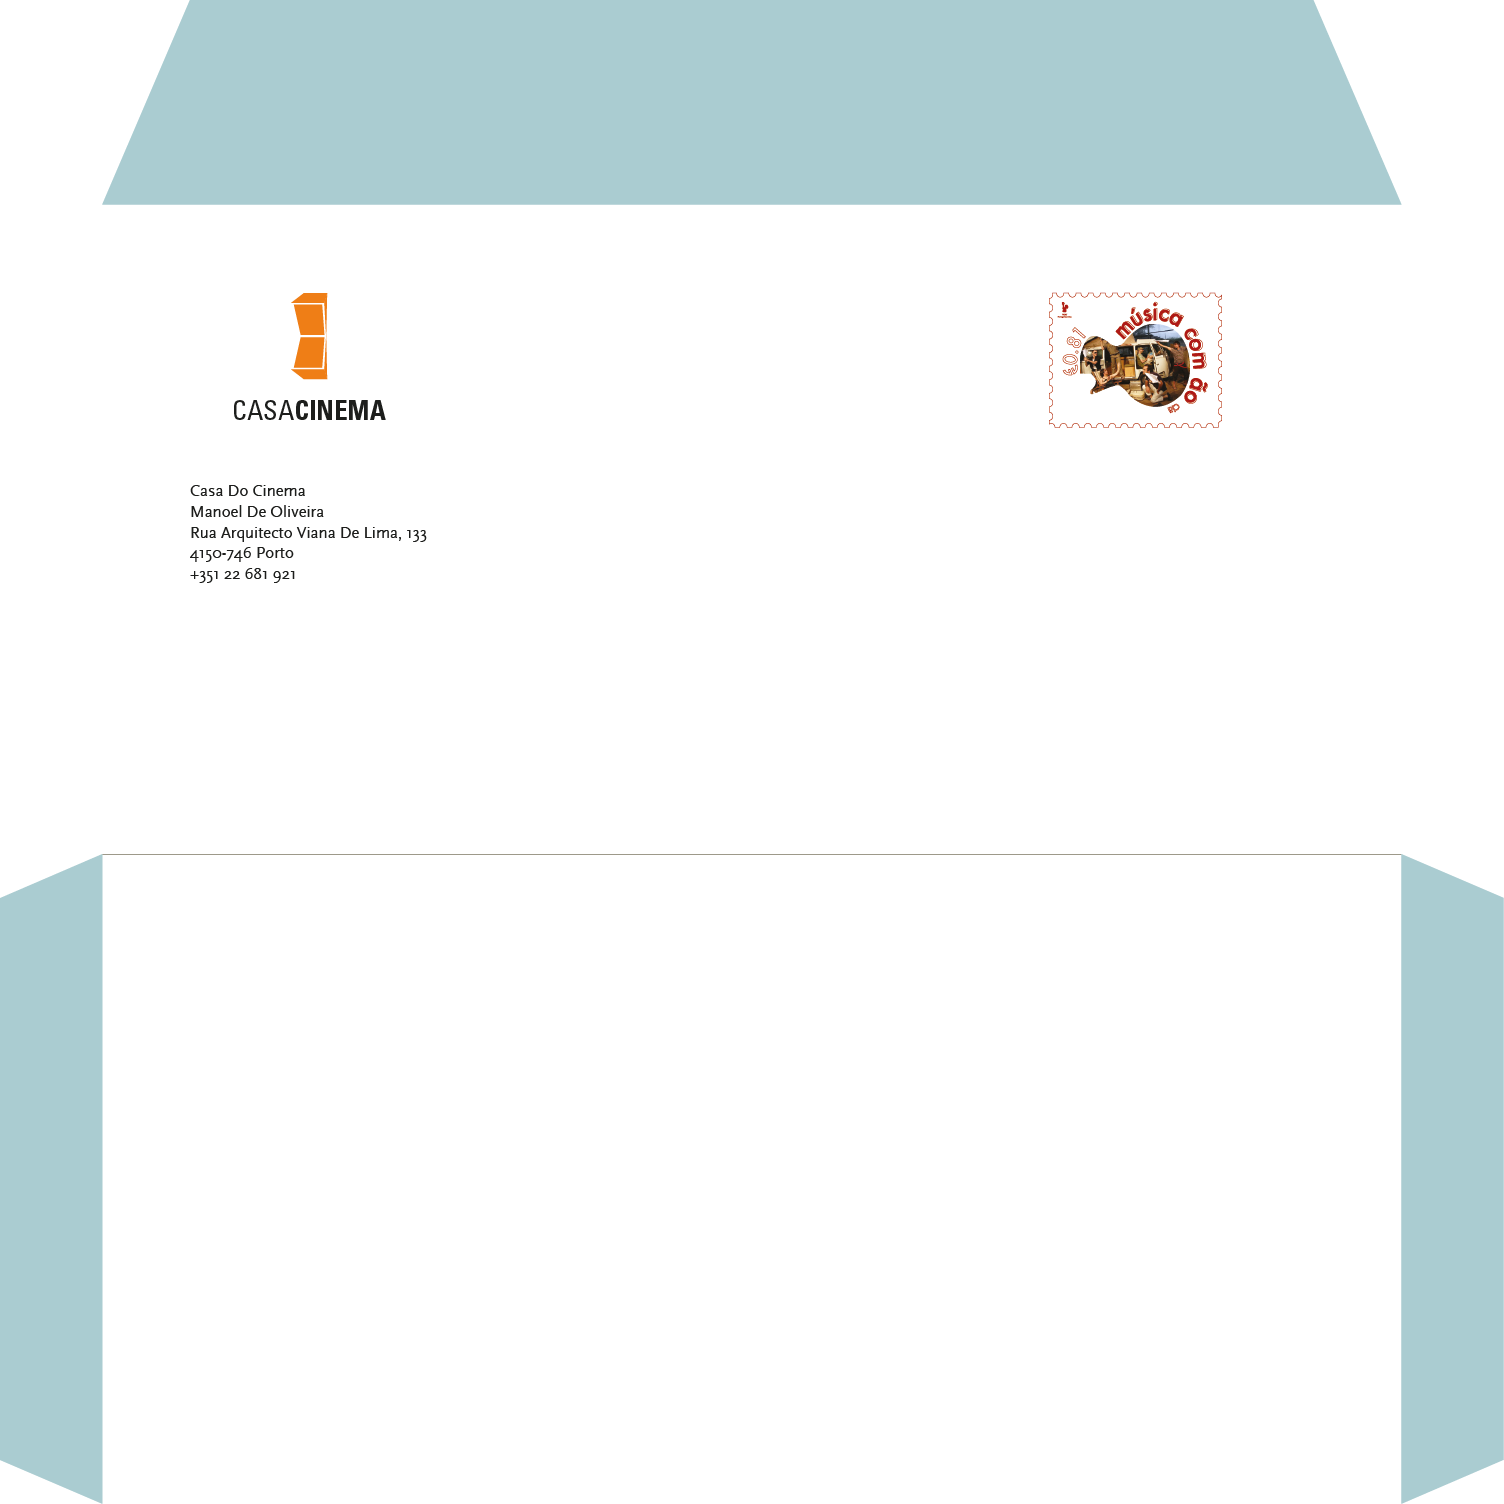 CASACINEMA
música com ão
€0.81
Casa Do Cinema
Manoel De Oliveira
Rua Arquitecto Viana De Lima, 133
4150-746 Porto
+351 22 681 921